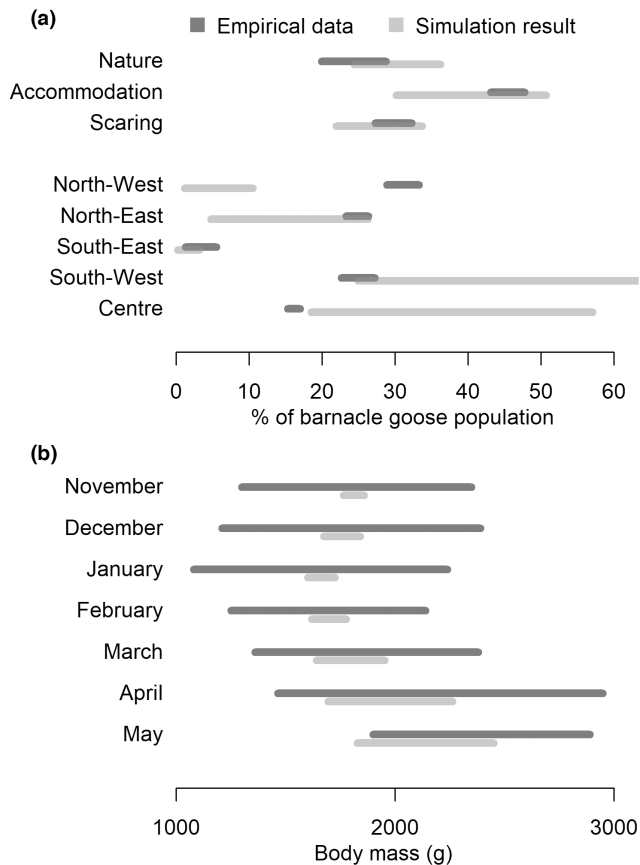 (a)
Empirical data Simulation result
Nature
Accommodation
Scaring
North-West
North-East
South-East
South-West
Centre
0 10 20 30 40 50 60
% of barnacle goose population
(b)
November
December
January
February
March
April
May
1000 2000 3000
Body mass (g)